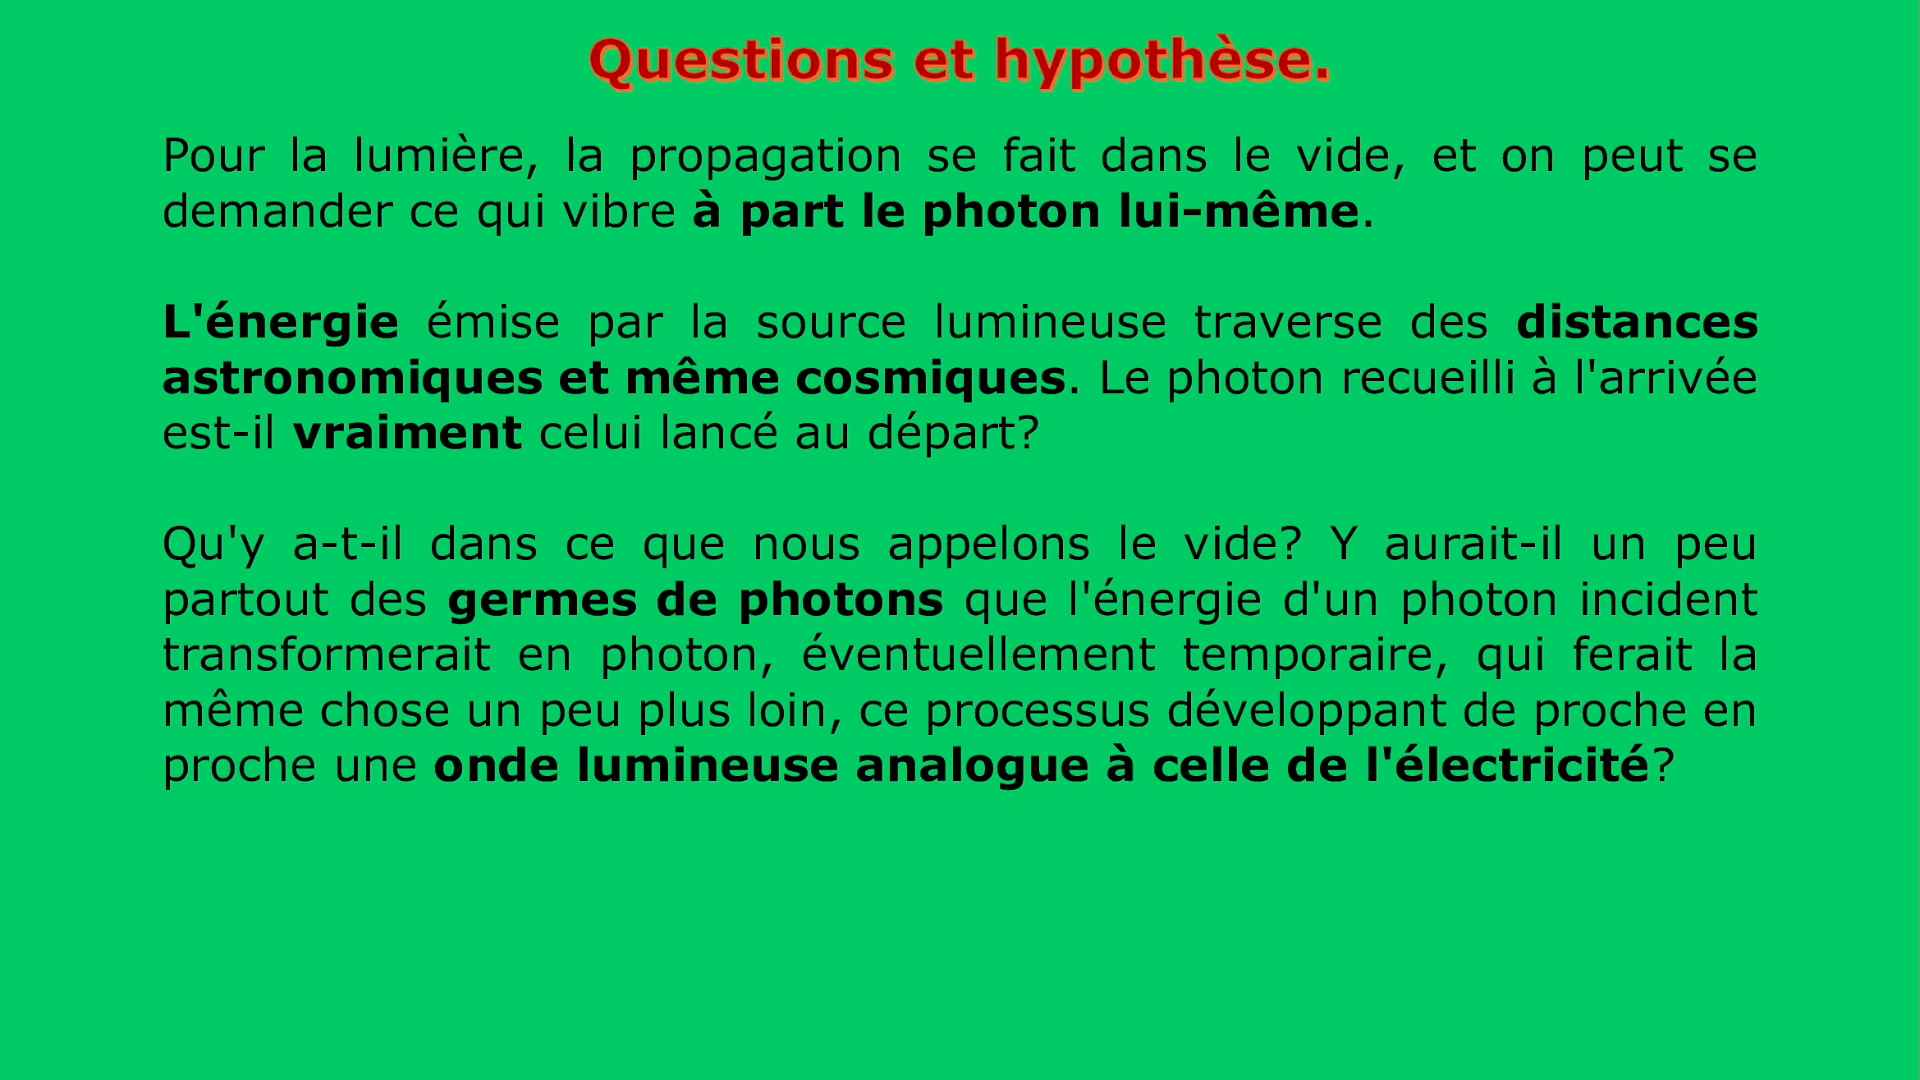 Questions et hypothèse.
Pour la lumière, la propagation se fait dans le vide, et on peut se
demander ce qui vibre à part le photon lui-même.
L'énergie émise par la source lumineuse traverse des distances
astronomiques et même cosmiques. Le photon recueilli à l'arrivée
est-il vraiment celui lancé au départ?
Qu'y a-t-il dans ce que nous appelons le vide? Y aurait-il un peu
partout des germes de photons que l'énergie d'un photon incident
transformerait en photon, éventuellement temporaire, qui ferait la
même chose un peu plus loin, ce processus développant de proche en
proche une onde lumineuse analogue à celle de l'électricité?